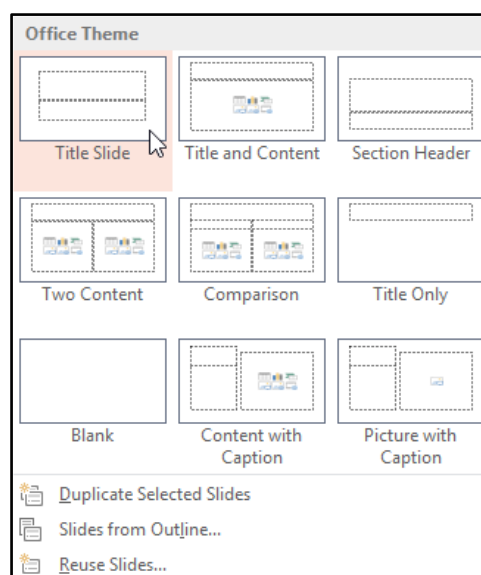 Office Theme
Title Slide
Title and Content
Section Header
Two Content
Comparison
Title Only
Blank
Content with
Caption
Picture with
Caption
Duplicate Selected Slides
Slides from Outline...
Reuse Slides...